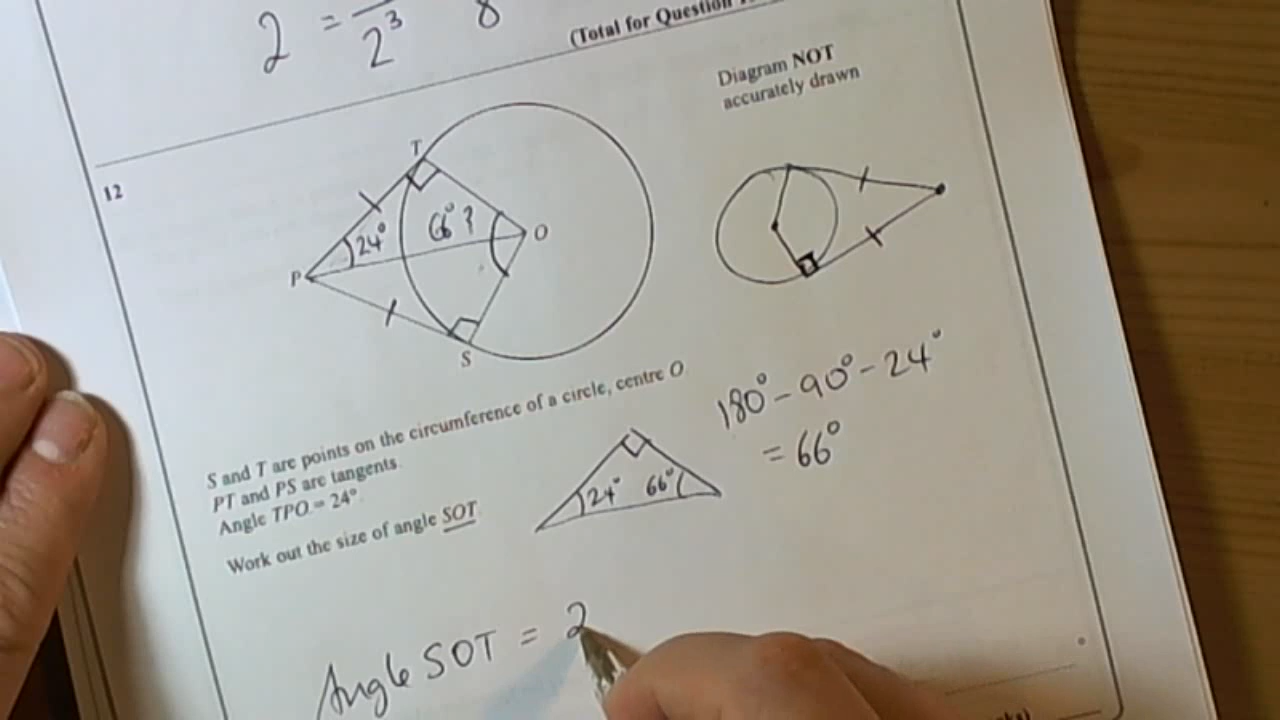 2 = 2³ 8
(Total for Question
Diagram NOT
accurately drawn
12
T
66° ?
24°
O
P
S
180° - 90° - 24°
= 66°
S and T are points on the circumference of a circle, centre O.
PT and PS are tangents.
Angle TPO = 24°.
24° 66°
Work out the size of angle SOT.
Angle SOT = 2